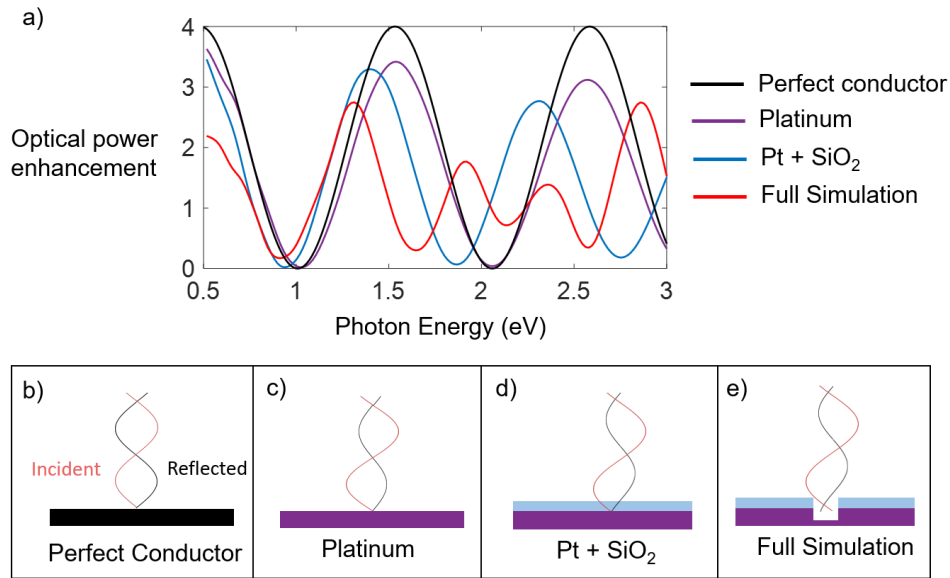 a)
4
3
2
1
0
Optical power
enhancement
0.5 1 1.5 2 2.5 3
Photon Energy (eV)
Perfect conductor
Platinum
Pt + SiO₂
Full Simulation
b)
Incident Reflected
Perfect Conductor
c)
Platinum
d)
Pt + SiO₂
e)
Full Simulation